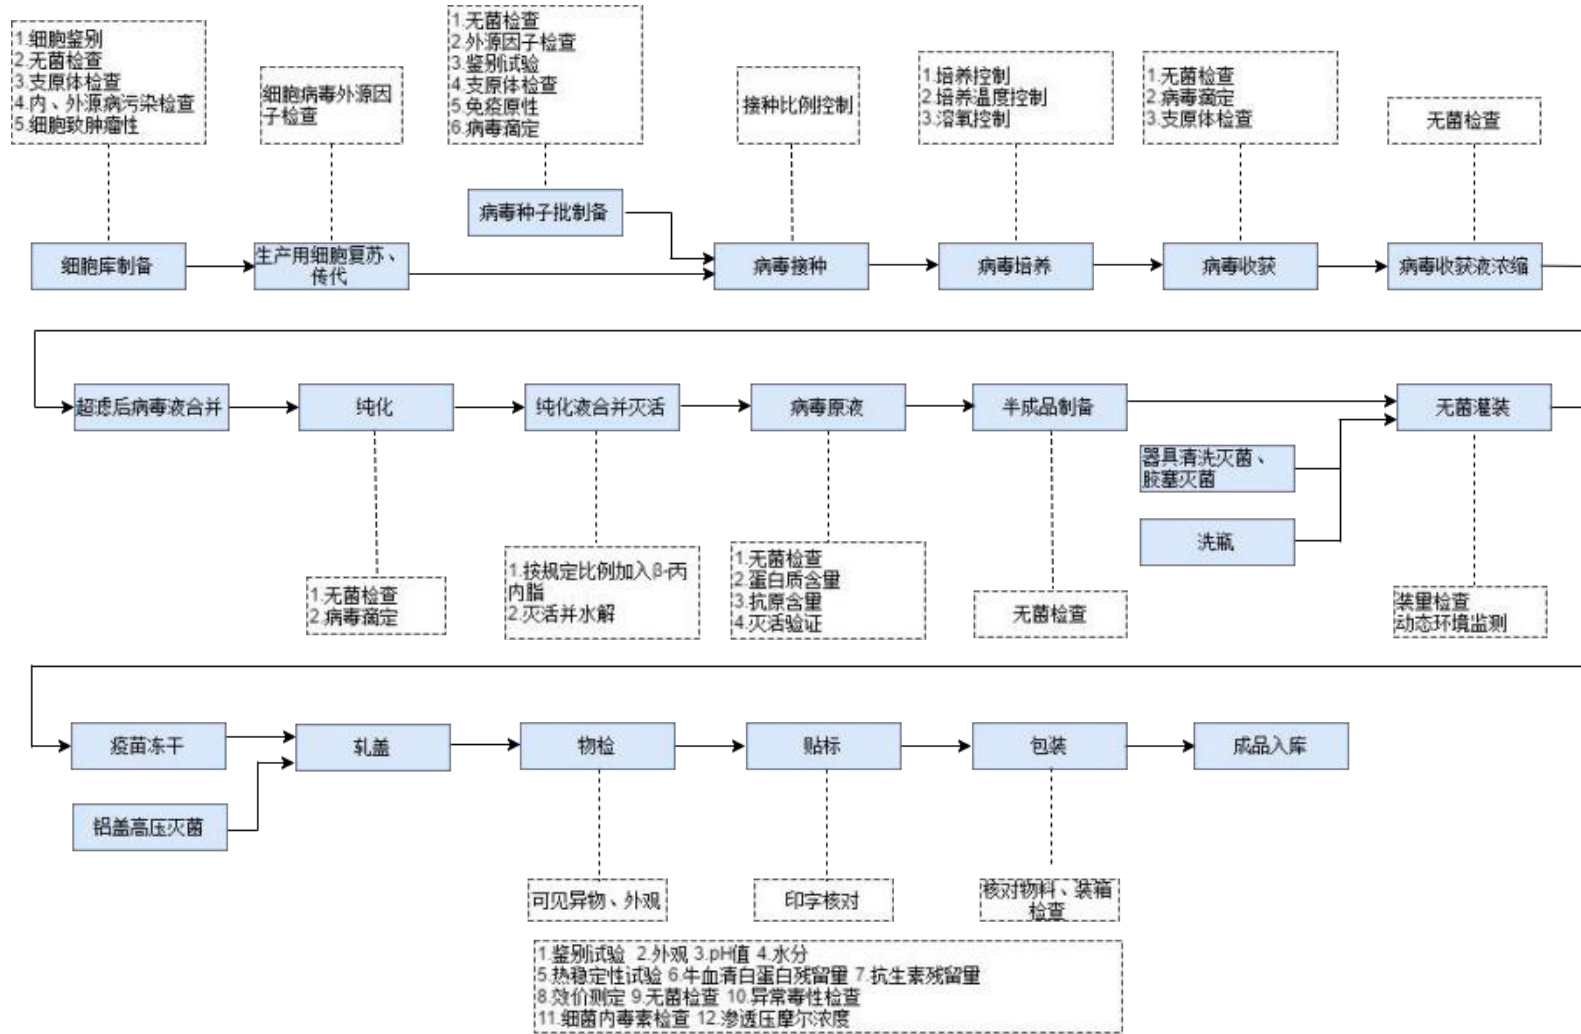 1.细胞鉴别
2.无菌检查
3.支原体检查
4.内、外源病污染检查
5.细胞致肿瘤性
细胞病毒外源因
子检查
1.无菌检查
2.外源因子检查
3.鉴别试验
4.支原体检查
5.免疫原性
6.病毒滴定
接种比例控制
1.培养控制
2.培养温度控制
3.溶氧控制
1.无菌检查
2.病毒滴定
3.支原体检查
无菌检查
病毒种子批制备
细胞库制备
生产用细胞复苏、
传代
病毒接种
病毒培养
病毒收获
病毒收获液浓缩
超滤后病毒液合并
纯化
纯化液合并灭活
病毒原液
半成品制备
无菌灌装
器具清洗灭菌、
胶塞灭菌
洗瓶
1.无菌检查
2.病毒滴定
1.按规定比例加入β-丙
内脂
2.灭活并水解
1.无菌检查
2.蛋白质含量
3.抗原含量
4.灭活验证
无菌检查
装量检查
动态环境监测
疫苗冻干
轧盖
物检
贴标
包装
成品入库
铝盖高压灭菌
可见异物、外观
印字核对
核对物料、装箱
检查
1.鉴别试验 2.外观 3.pH值 4.水分
5.热稳定性试验 6.牛血清白蛋白残留量 7.抗生素残留量
8.效价测定 9.无菌检查 10.异常毒性检查
11.细菌内毒素检查 12.渗透压摩尔浓度